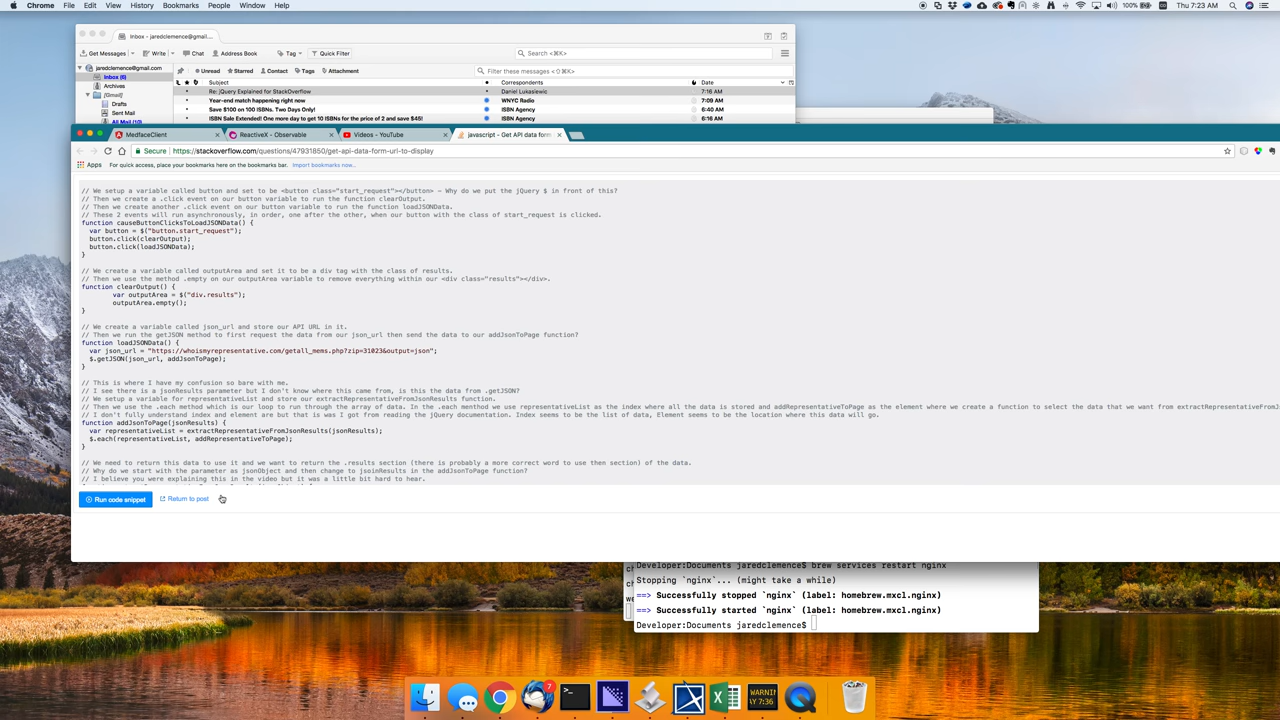 Chrome File Edit View History Bookmarks People Window Help 100% Thu 7:23 AM
Inbox - jaredclemence@gmail....
Get Messages Write Chat Address Book Tag Quick Filter Search <⌘K>
jaredclemence@gmail.com
Unread Starred Contact Tags Attachment Filter these messages <⇧⌘K>
Inbox (6)
Subject Correspondents Date
Archives
Re: jQuery Explained for StackOverflow Daniel Lukasiewic 7:18 AM
[Gmail]
Year-end match happening right now WNYC Radio 7:09 AM
Drafts
Save $100 on 100 ISBNs. Two Days Only! ISBN Agency 6:40 AM
Sent Mail
ISBN Sale Extended! One more day to get 10 ISBNs for the price of 2 and save $45! ISBN Agency 6:16 AM
All Mail (10)
MedfaceClient ReactiveX - Observable Videos - YouTube javascript - Get API data form
Secure https://stackoverflow.com/questions/47931850/get-api-data-form-url-to-display
Apps For quick access, place your bookmarks here on the bookmarks bar. Import bookmarks now...
// We setup a variable called button and set to be <button class="start_request"></button> - Why do we put the jQuery $ in front of this?
// Then we create a .click event on our button variable to run the function clearOutput.
// Then we create another .click event on our button variable to run the function loadJSONData.
// These 2 events will run asynchronously, in order, one after the other, when our button with the class of start_request is clicked.
function causeButtonClicksToLoadJSONData() {
var button = $("button.start_request");
button.click(clearOutput);
button.click(loadJSONData);
}
// We create a variable called outputArea and set it to be a div tag with the class of results.
// Then we use the method .empty on our outputArea variable to remove everything within our <div class="results"></div>.
function clearOutput() {
var outputArea = $("div.results");
outputArea.empty();
}
// We create a variable called json_url and store our API URL in it.
// Then we run the getJSON method to first request the data from our json_url then send the data to our addJsonToPage function?
function loadJSONData() {
var json_url = "https://whoismyrepresentative.com/getall_mems.php?zip=31023&output=json";
$.getJSON(json_url, addJsonToPage);
}
// This is where I have my confusion so bare with me.
// I see there is a jsonResults parameter but I don't know where this came from, is this the data from .getJSON?
// We setup a variable for representativeList and store our extractRepresentativeFromJsonResults function.
// Then we use the .each method which is our loop to run through the array of data. In the .each menthod we use representativeList as the index where all the data is stored and addRepresentativeToPage as the element where we create a function to select the data that we want from extractRepresentativeFromJs
// I don't fully understand index and element are but that is was I got from reading the jQuery documentation. Index seems to be the list of data, Element seems to be the location where this data will go.
function addJsonToPage(jsonResults) {
var representativeList = extractRepresentativeFromJsonResults(jsonResults);
$.each(representativeList, addRepresentativeToPage);
}
// We need to return this data to use it and we want to return the .results section (there is probably a more correct word to use then section) of the data.
// Why do we start with the parameter as jsonObject and then change to jsoinResults in the addJsonToPage function?
// I believe you were explaining this in the video but it was a little bit hard to hear.
Run code snippet Return to post
Developer:Documents jaredclemence$ brew services restart nginx
Stopping `nginx`... (might take a while)
==> Successfully stopped `nginx` (label: homebrew.mxcl.nginx)
==> Successfully started `nginx` (label: homebrew.mxcl.nginx)
Developer:Documents jaredclemence$
7
WARNIN
7:36